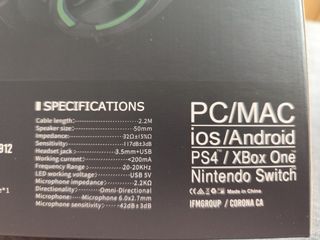 SPECIFICATIONS
Cable length: 2.2M
Speaker size: 50mm
Impedance: 32Ω±15%Ω
Sensitivity: 117dB±3dB
Headset jack: 3.5mm+USB
Working current: <200mA
Frequency Range: 20-20KHz
LED working voltage: USB 5V
Microphone impedance: 2.2KΩ
Directionality: Omni-Directional
Microphone: Microphone 6.0x2.7mm
Microphone sensitivity: -42dB±3dB
912
e*1
PC/MAC
ios/Android
PS4™/XBox One
Nintendo Switch
Made in China
IFMGROUP / CORONA CA